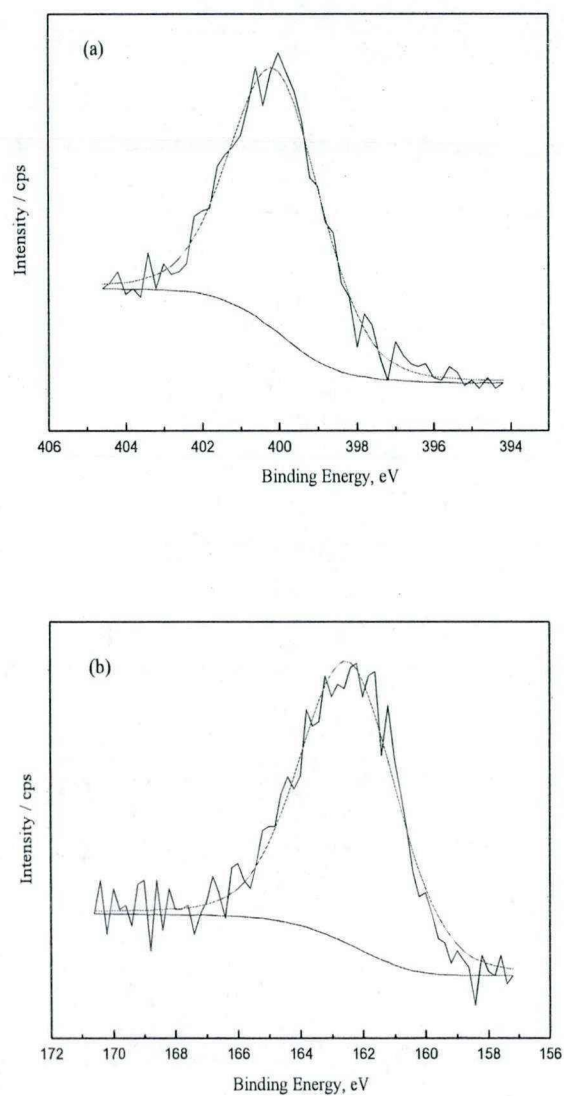 (a)
Intensity / cps
406 404 402 400 398 396 394
Binding Energy, eV
(b)
Intensity / cps
172 170 168 166 164 162 160 158 156
Binding Energy, eV